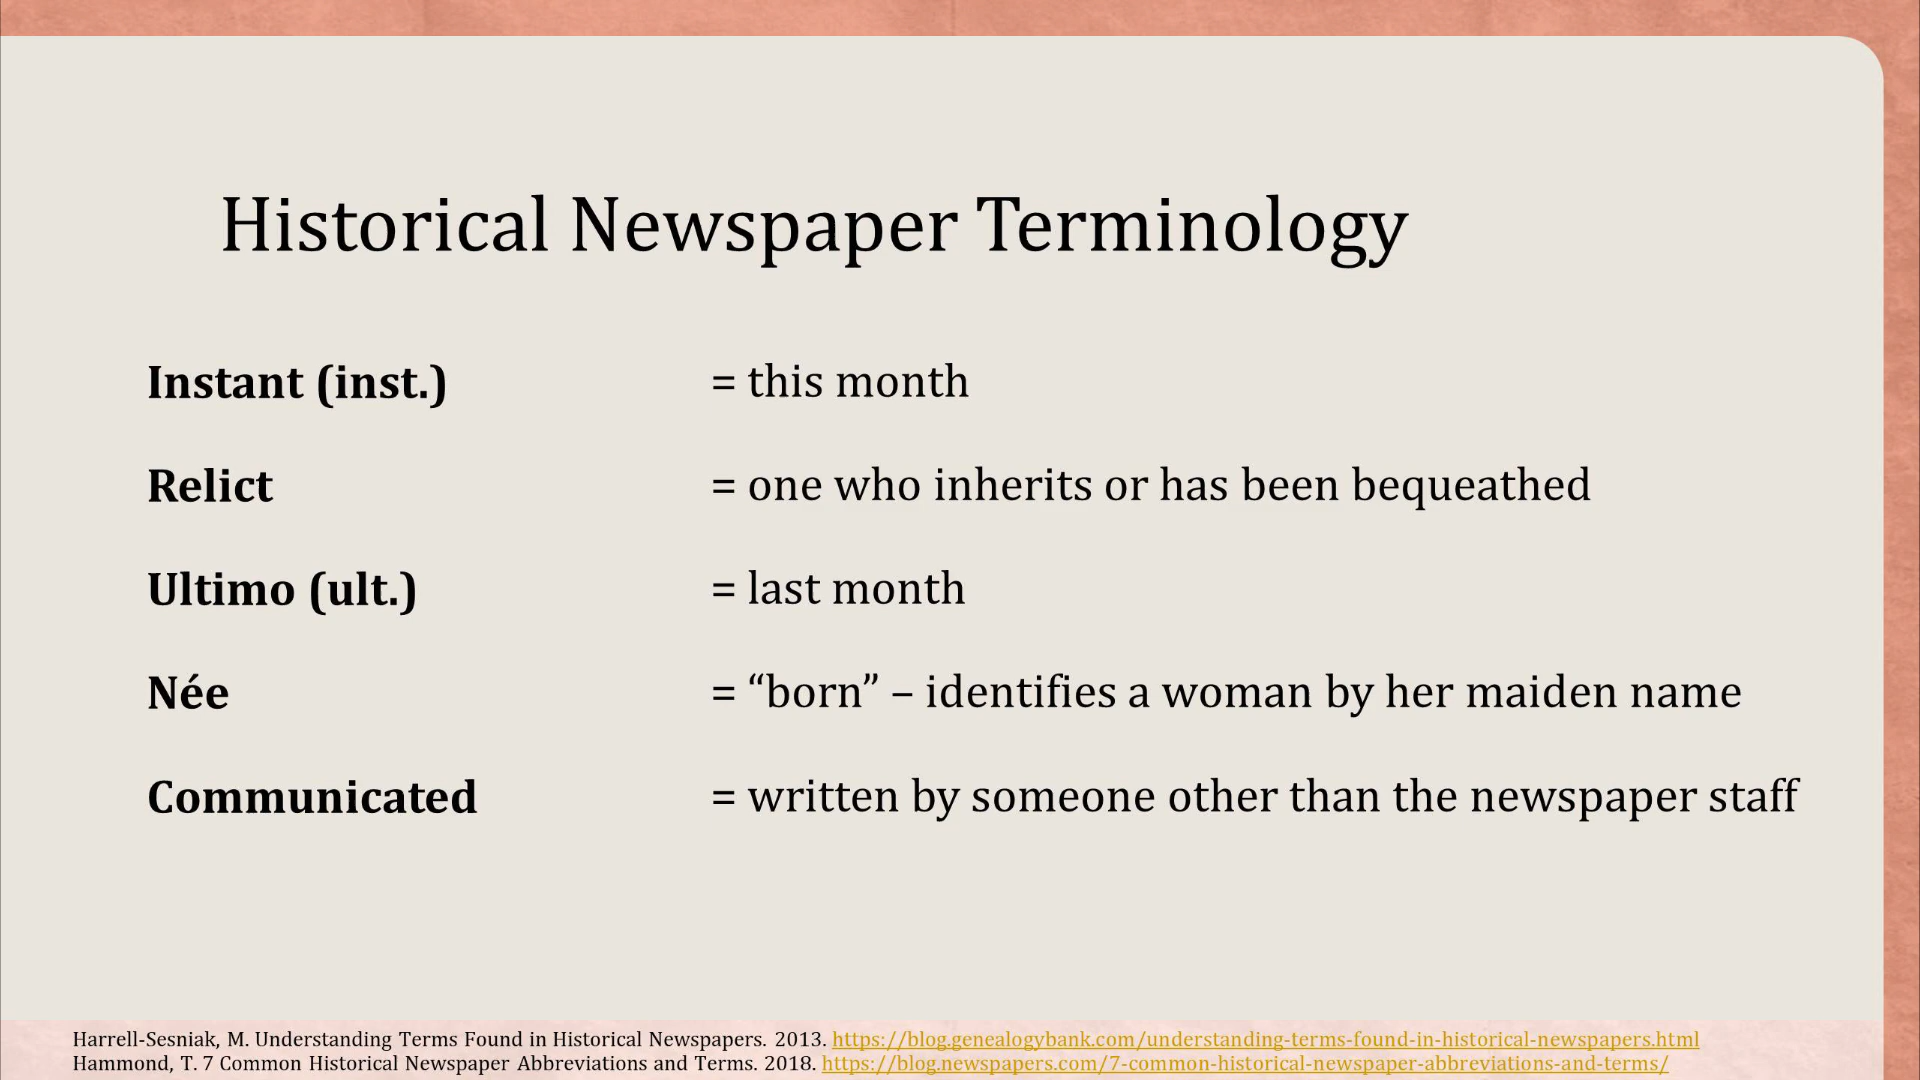 Historical Newspaper Terminology
Instant (inst.) = this month
Relict = one who inherits or has been bequeathed
Ultimo (ult.) = last month
Née = “born” – identifies a woman by her maiden name
Communicated = written by someone other than the newspaper staff
Harrell-Sesniak, M. Understanding Terms Found in Historical Newspapers. 2013. https://blog.genealogybank.com/understanding-terms-found-in-historical-newspapers.html
Hammond, T. 7 Common Historical Newspaper Abbreviations and Terms. 2018. https://blog.newspapers.com/7-common-historical-newspaper-abbreviations-and-terms/